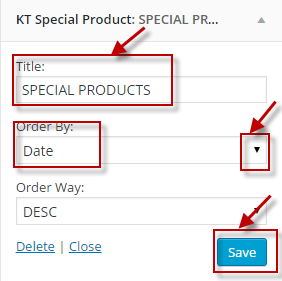 KT Special Product: SPECIAL PR...
Title:
SPECIAL PRODUCTS
Order By:
Date
Order Way:
DESC
Delete | Close
Save